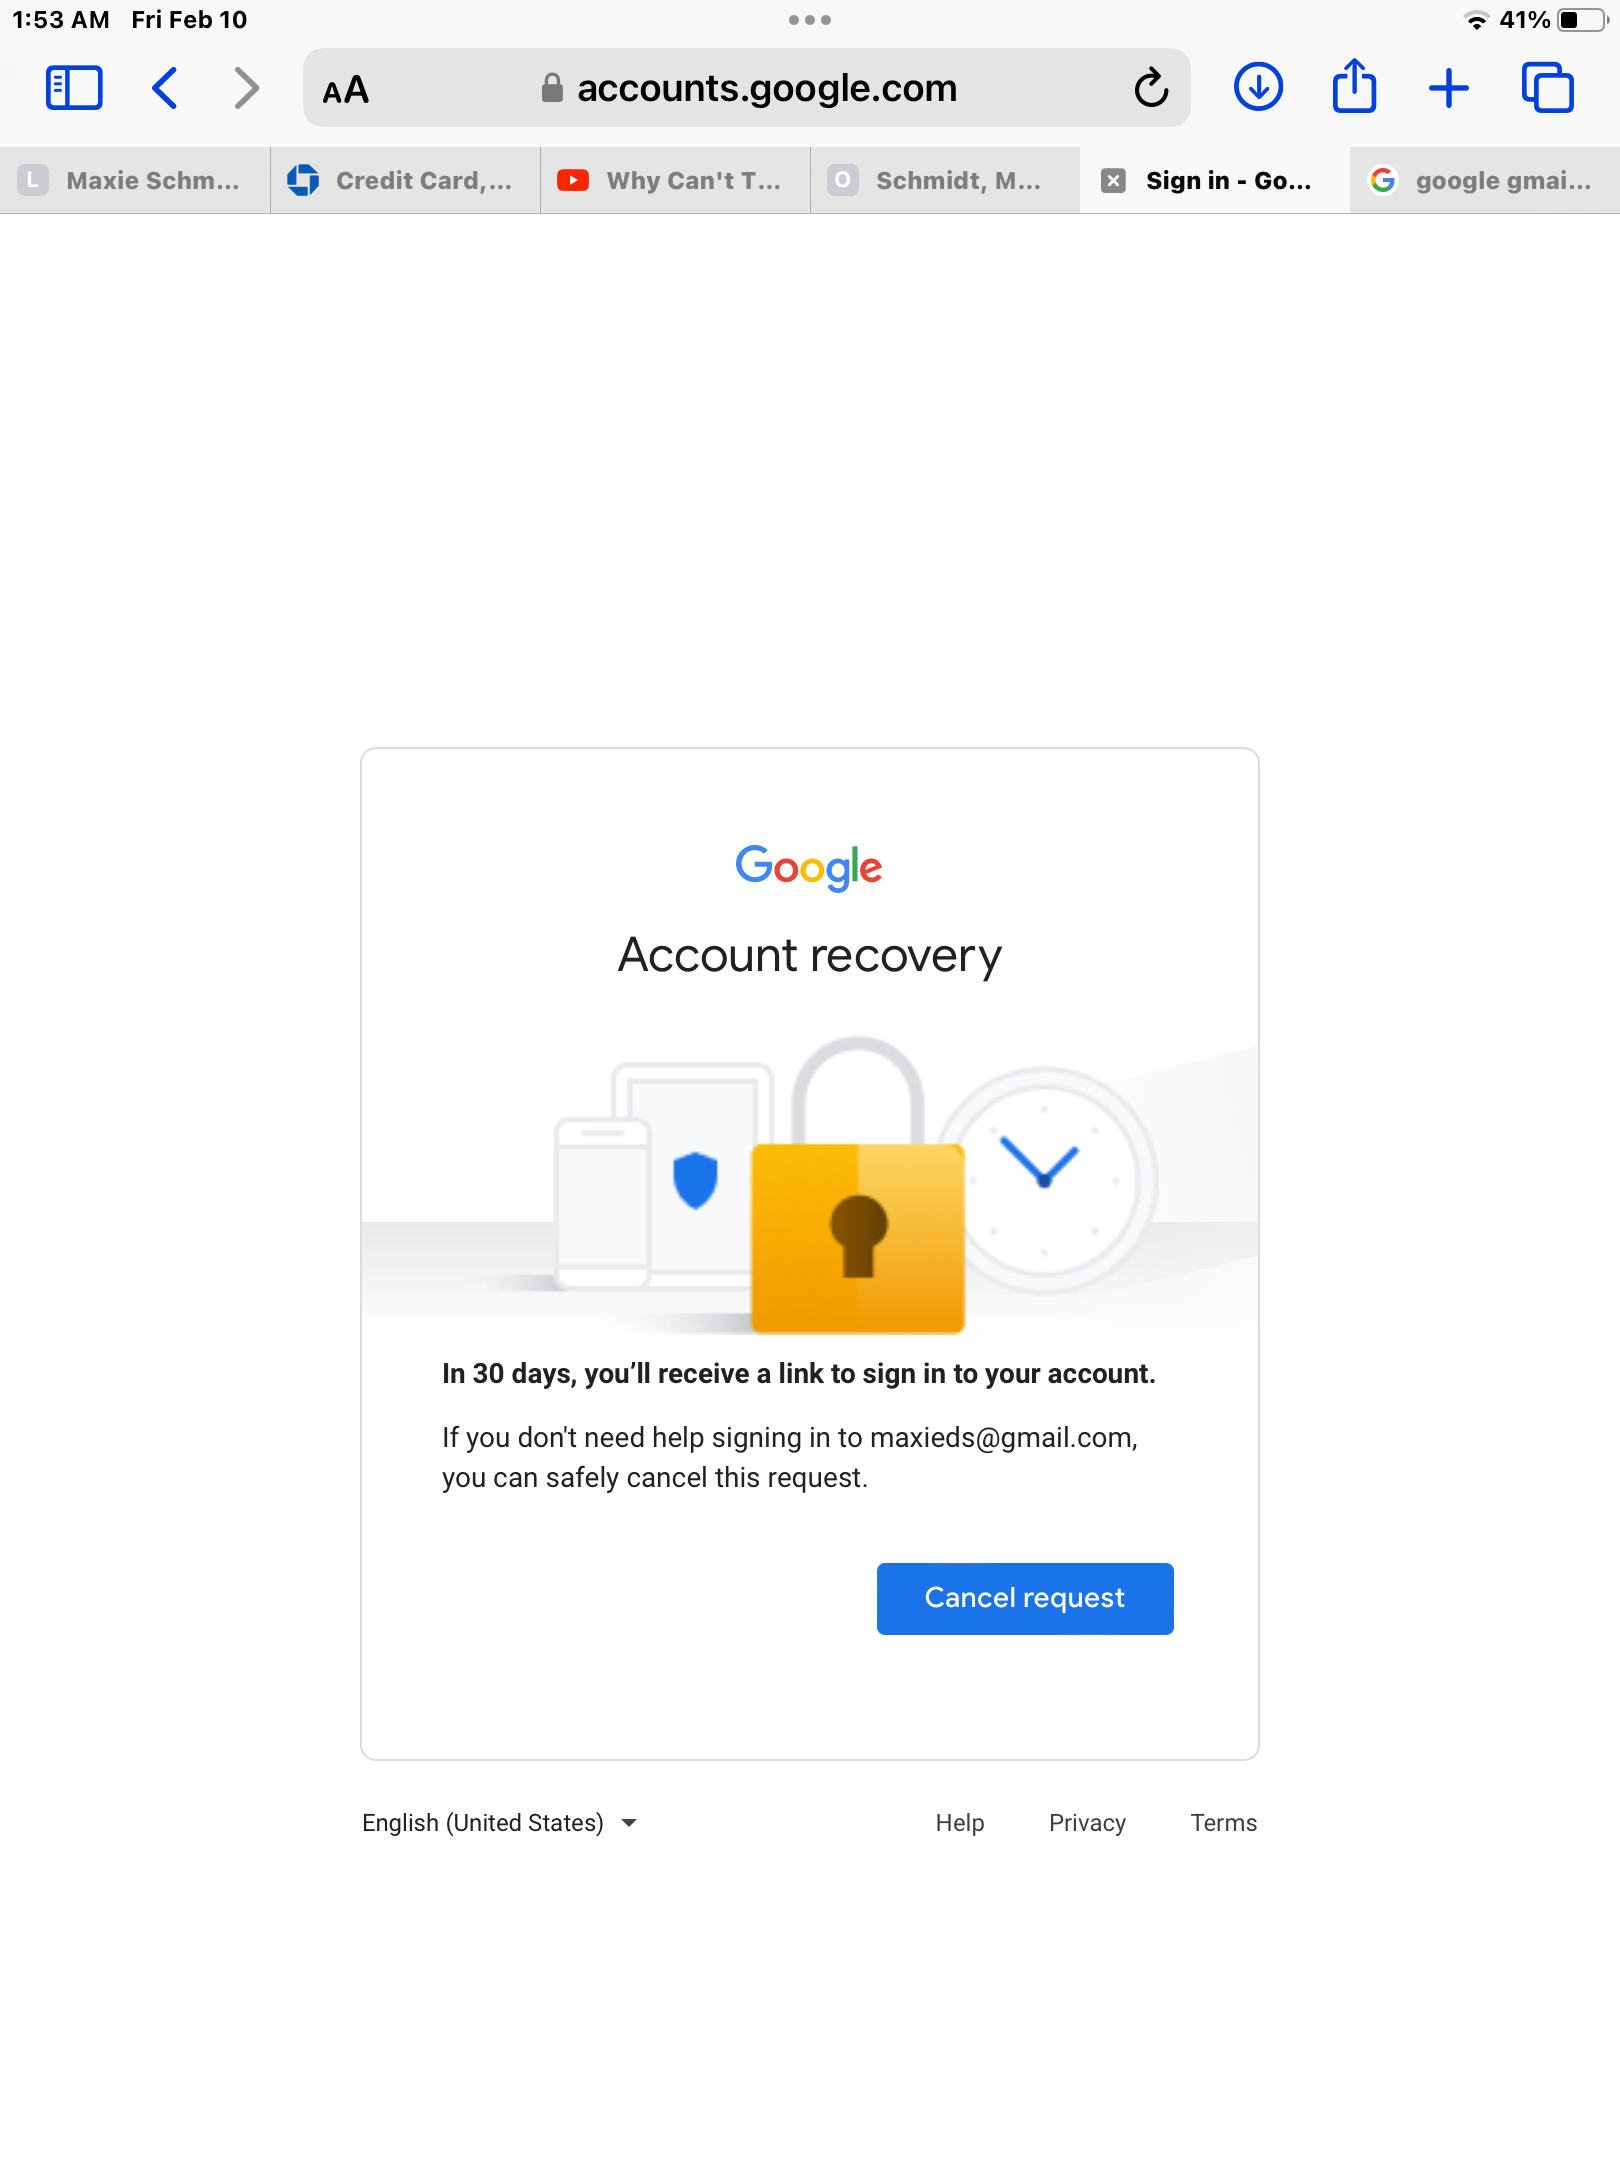 1:53 AM Fri Feb 10
41%
AA
accounts.google.com
L Maxie Schm...
Credit Card,...
Why Can't T...
O Schmidt, M...
Sign in - Go...
G google gmai...
Google
Account recovery
In 30 days, you’ll receive a link to sign in to your account.
If you don't need help signing in to maxieds@gmail.com,
you can safely cancel this request.
Cancel request
English (United States)
Help Privacy Terms